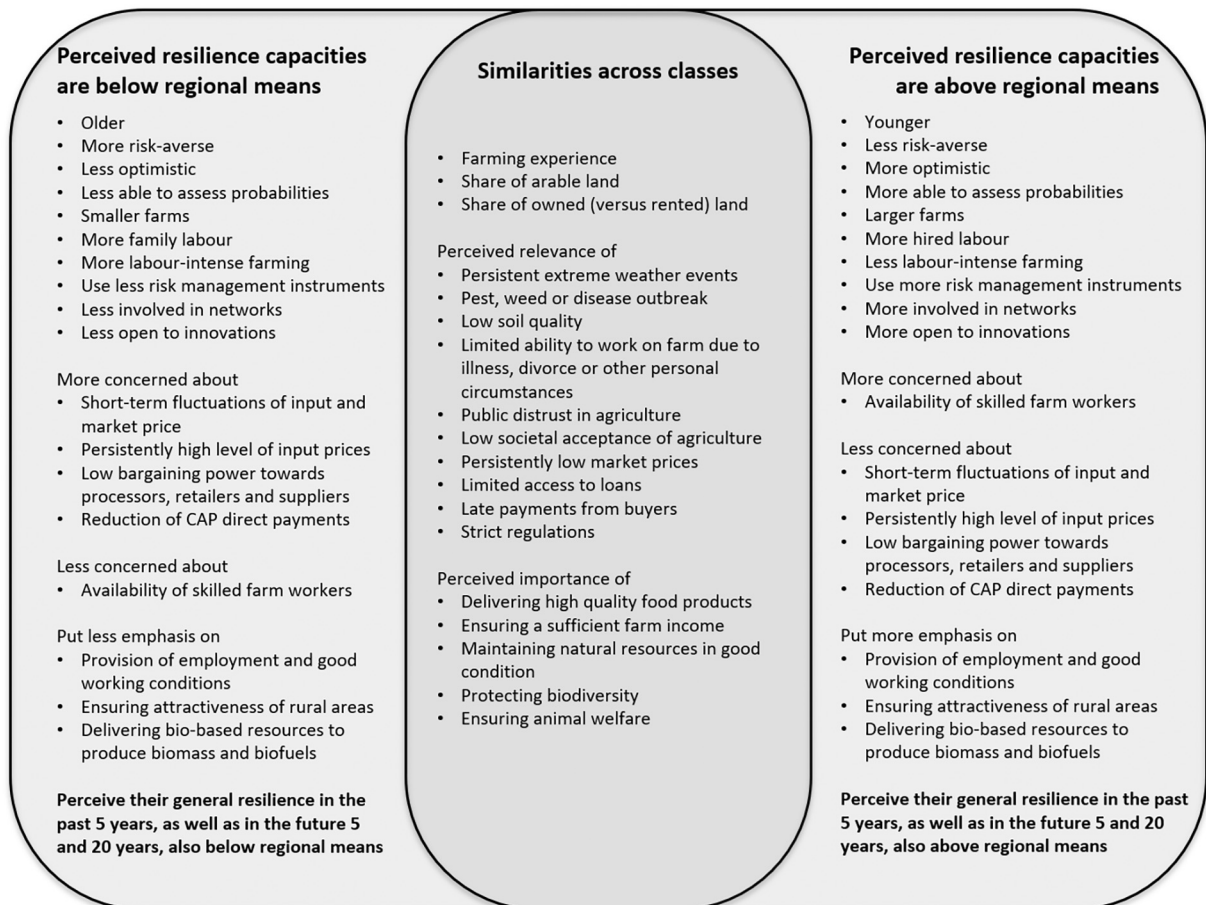 Perceived resilience capacities
are below regional means
• Older
• More risk-averse
• Less optimistic
• Less able to assess probabilities
• Smaller farms
• More family labour
• More labour-intense farming
• Use less risk management instruments
• Less involved in networks
• Less open to innovations
More concerned about
• Short-term fluctuations of input and
market price
• Persistently high level of input prices
• Low bargaining power towards
processors, retailers and suppliers
• Reduction of CAP direct payments
Less concerned about
• Availability of skilled farm workers
Put less emphasis on
• Provision of employment and good
working conditions
• Ensuring attractiveness of rural areas
• Delivering bio-based resources to
produce biomass and biofuels
Perceive their general resilience in the
past 5 years, as well as in the future 5
and 20 years, also below regional means
Similarities across classes
• Farming experience
• Share of arable land
• Share of owned (versus rented) land
Perceived relevance of
• Persistent extreme weather events
• Pest, weed or disease outbreak
• Low soil quality
• Limited ability to work on farm due to
illness, divorce or other personal
circumstances
• Public distrust in agriculture
• Low societal acceptance of agriculture
• Persistently low market prices
• Limited access to loans
• Late payments from buyers
• Strict regulations
Perceived importance of
• Delivering high quality food products
• Ensuring a sufficient farm income
• Maintaining natural resources in good
condition
• Protecting biodiversity
• Ensuring animal welfare
Perceived resilience capacities
are above regional means
• Younger
• Less risk-averse
• More optimistic
• More able to assess probabilities
• Larger farms
• More hired labour
• Less labour-intense farming
• Use more risk management instruments
• More involved in networks
• More open to innovations
More concerned about
• Availability of skilled farm workers
Less concerned about
• Short-term fluctuations of input and
market price
• Persistently high level of input prices
• Low bargaining power towards
processors, retailers and suppliers
• Reduction of CAP direct payments
Put more emphasis on
• Provision of employment and good
working conditions
• Ensuring attractiveness of rural areas
• Delivering bio-based resources to
produce biomass and biofuels
Perceive their general resilience in the past
5 years, as well as in the future 5 and 20
years, also above regional means